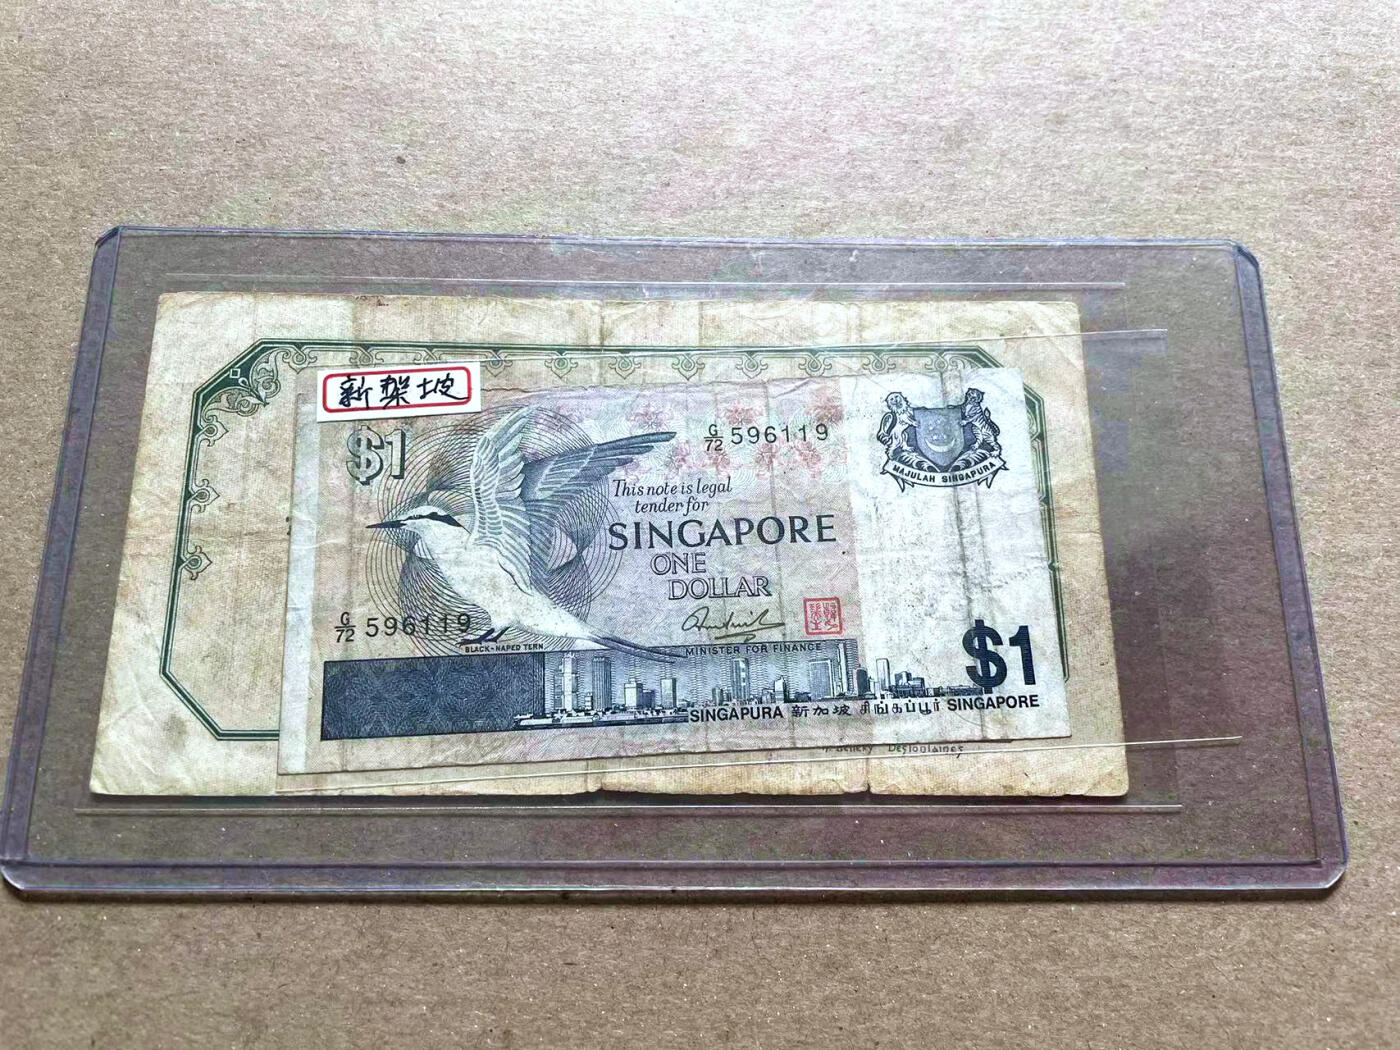 新架坡
$1
G/72 596119
MAJULAH SINGAPURA
This note is legal
tender for
SINGAPORE
ONE
DOLLAR
G/72 596119
BLACK-NAPED TERN
MINISTER FOR FINANCE
$1
SINGAPURA 新加坡 சிங்கப்பூர் SINGAPORE
Desfontaines